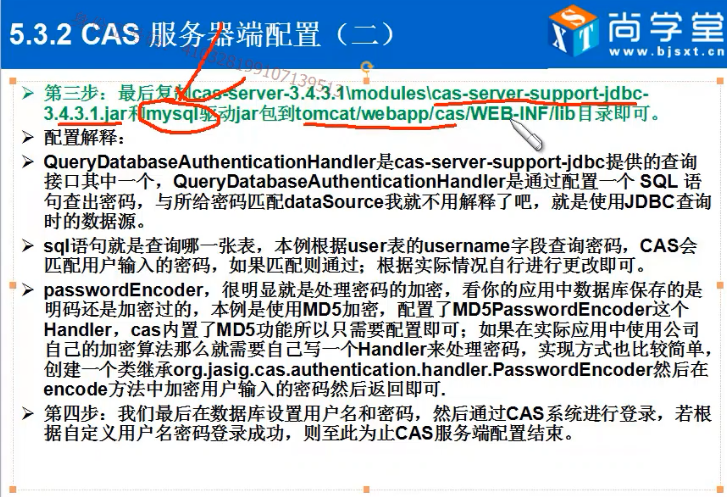 5.3.2 CAS 服务器端配置（二）
尚学堂
www.bjsxt.com
第三步：最后复制cas-server-3.4.3.1\modules\cas-server-support-jdbc-
3.4.3.1.jar和mysql驱动jar包到tomcat/webapp/cas/WEB-INF/lib目录即可。
配置解释：
QueryDatabaseAuthenticationHandler是cas-server-support-jdbc提供的查询
接口其中一个，QueryDatabaseAuthenticationHandler是通过配置一个 SQL 语
句查出密码，与所给密码匹配dataSource我就不用解释了吧，就是使用JDBC查询
时的数据源。
sql语句就是查询哪一张表，本例根据user表的username字段查询密码，CAS会
匹配用户输入的密码，如果匹配则通过；根据实际情况自行进行更改即可。
passwordEncoder，很明显就是处理密码的加密，看你的应用中数据库保存的是
明码还是加密过的，本例是使用MD5加密，配置了MD5PasswordEncoder这个
Handler，cas内置了MD5功能所以只需要配置即可；如果在实际应用中使用公司
自己的加密算法那么就需要自己写一个Handler来处理密码，实现方式也比较简单，
创建一个类继承org.jasig.cas.authentication.handler.PasswordEncoder然后在
encode方法中加密用户输入的密码然后返回即可.
第四步：我们最后在数据库设置用户名和密码，然后通过CAS系统进行登录，若根
据自定义用户名密码登录成功，则至此为止CAS服务端配置结束。